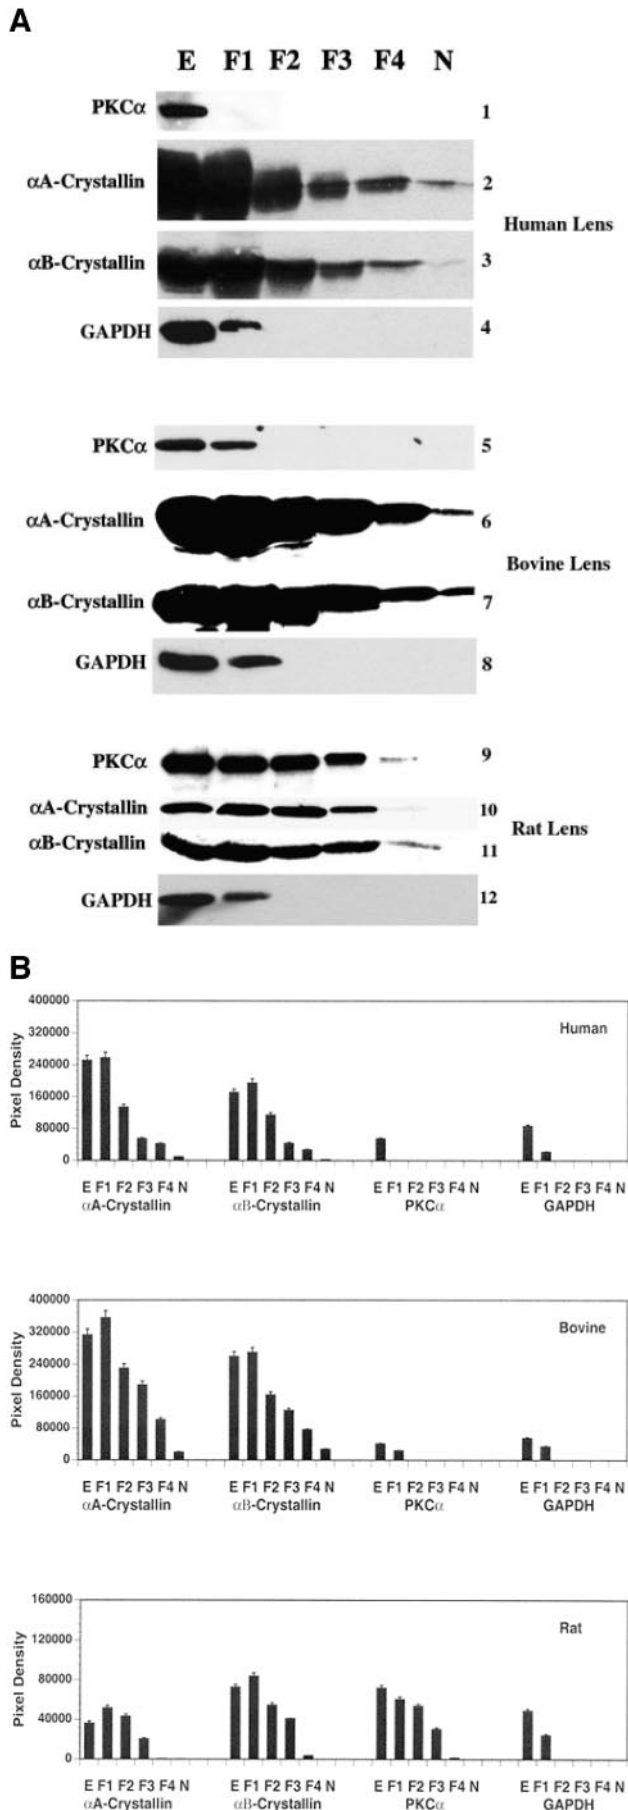 A
E F1 F2 F3 F4 N
PKCα 1
αA-Crystallin 2
Human Lens
αB-Crystallin 3
GAPDH 4
PKCα 5
αA-Crystallin 6
Bovine Lens
αB-Crystallin 7
GAPDH 8
PKCα 9
αA-Crystallin 10
Rat Lens
αB-Crystallin 11
GAPDH 12
B
400000
Human
320000
240000
160000
80000
0
Pixel Density
E F1 F2 F3 F4 N E F1 F2 F3 F4 N E F1 F2 F3 F4 N E F1 F2 F3 F4 N
αA-Crystallin αB-Crystallin PKCα GAPDH
400000
Bovine
320000
240000
160000
80000
0
Pixel Density
E F1 F2 F3 F4 N E F1 F2 F3 F4 N E F1 F2 F3 F4 N E F1 F2 F3 F4 N
αA-Crystallin αB-Crystallin PKCα GAPDH
160000
Rat
120000
80000
40000
0
Pixel Density
E F1 F2 F3 F4 N E F1 F2 F3 F4 N E F1 F2 F3 F4 N E F1 F2 F3 F4 N
αA-Crystallin αB-Crystallin PKCα GAPDH